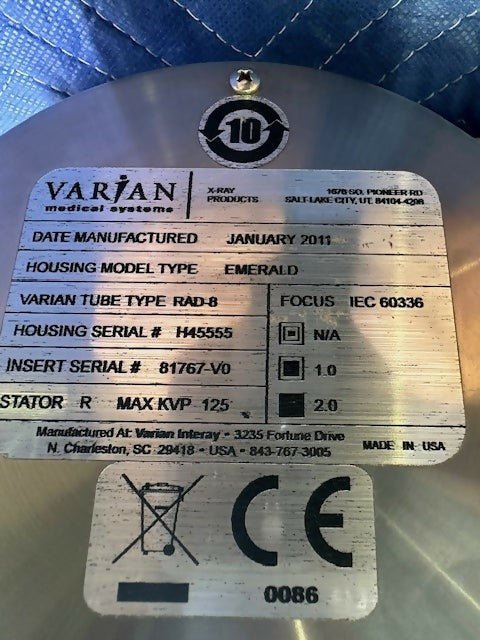 10
VARIAN
medical systems
X-RAY
PRODUCTS
1678 SO. PIONEER RD
SALT LAKE CITY, UT. 84104-4206
DATE MANUFACTURED JANUARY 2011
HOUSING MODEL TYPE EMERALD
VARIAN TUBE TYPE RAD-8
HOUSING SERIAL # H45555
INSERT SERIAL # 81767-V0
STATOR R MAX KVP 125
FOCUS IEC 60336
N/A
1.0
2.0
Manufactured At: Varian Interay • 3235 Fortune Drive
N. Charleston, SC 29418 • USA • 843-767-3005
MADE IN USA
CE
0086